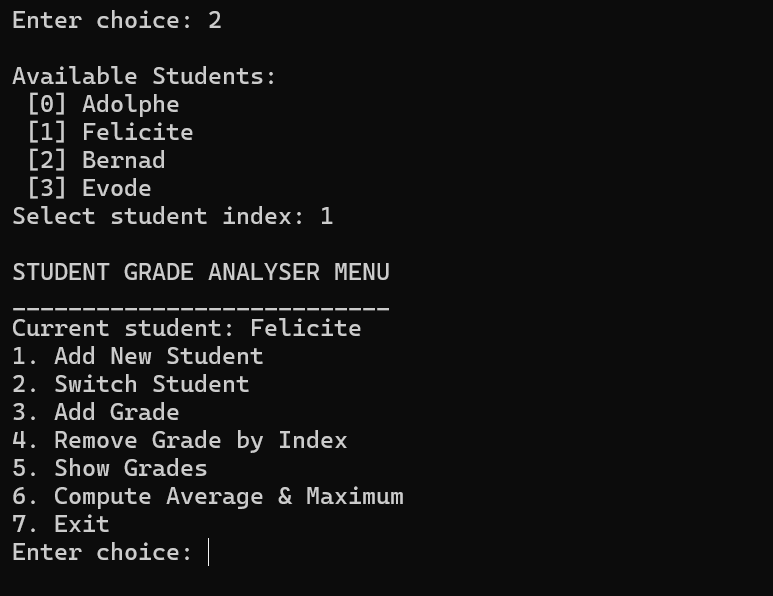 Enter choice: 2
Available Students:
[0] Adolphe
[1] Felicite
[2] Bernad
[3] Evode
Select student index: 1
STUDENT GRADE ANALYSER MENU
___________________________
Current student: Felicite
1. Add New Student
2. Switch Student
3. Add Grade
4. Remove Grade by Index
5. Show Grades
6. Compute Average & Maximum
7. Exit
Enter choice: